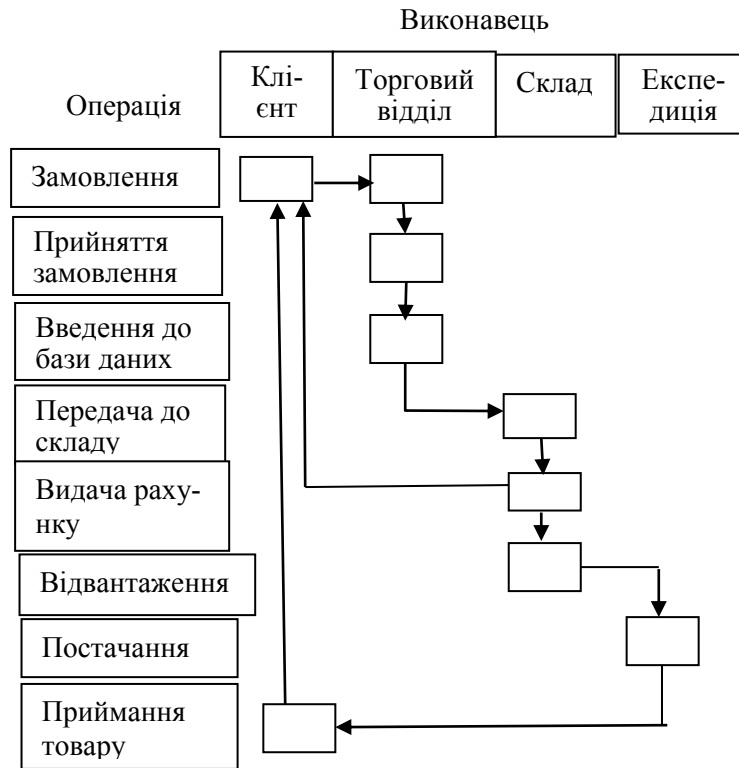 Виконавець
Операція
Клі-
єнт
Торговий
відділ
Склад
Експе-
диція
Замовлення
Прийняття
замовлення
Введення до
бази даних
Передача до
складу
Видача раху-
нку
Відвантаження
Постачання
Приймання
товару